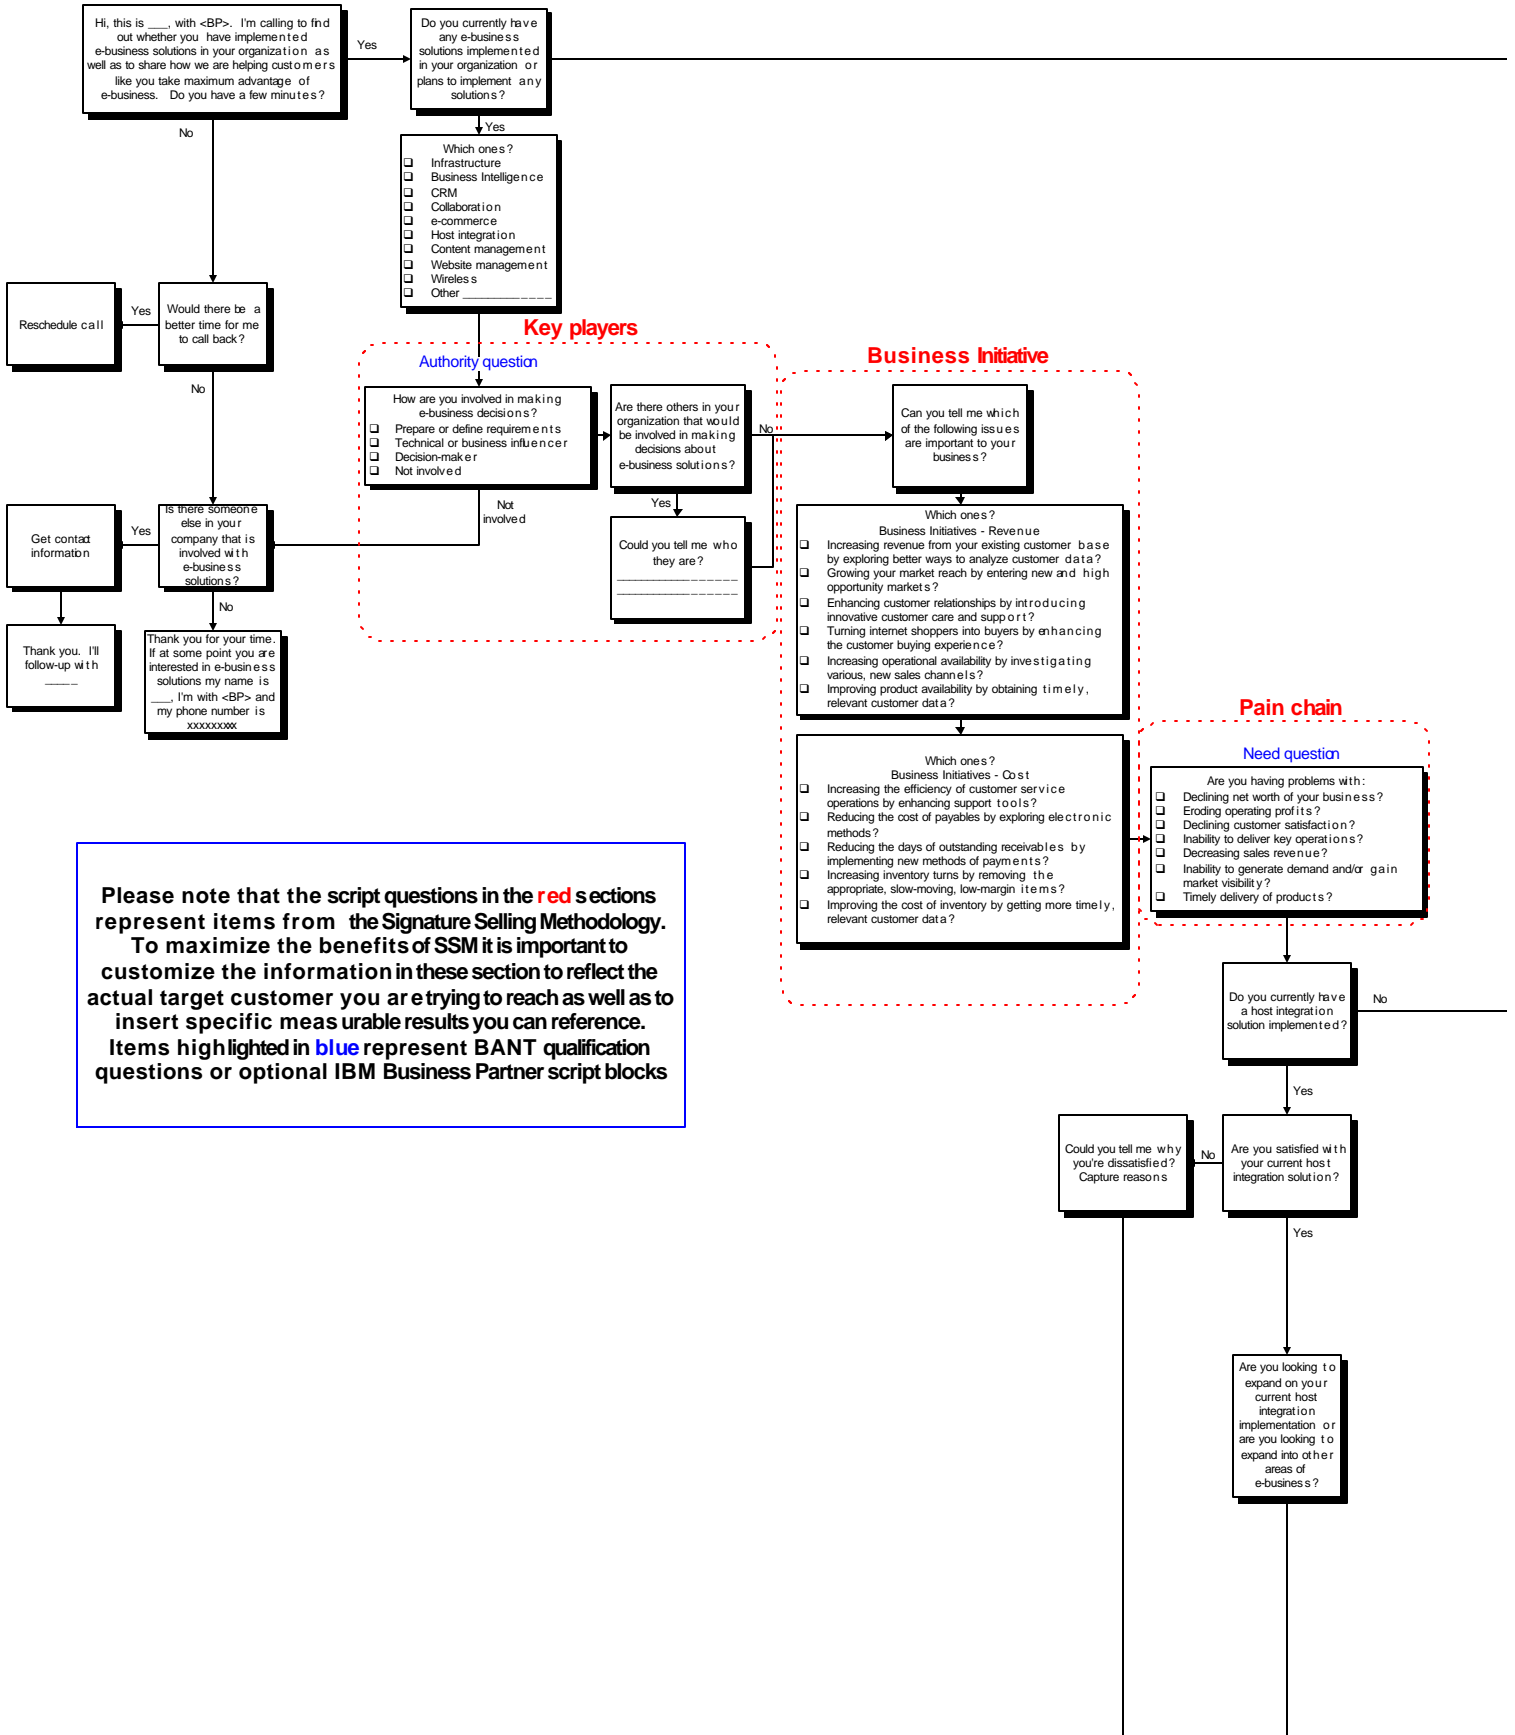 Hi, this is ___, with <BP>. I'm calling to find
out whether you have implemented
e-business solutions in your organization as
well as to share how we are helping customers
like you take maximum advantage of
e-business. Do you have a few minutes?
Yes
Do you currently have
any e-business
solutions implemented
in your organization or
plans to implement any
solutions?
No
Yes
Which ones?
❑ Infrastructure
❑ Business Intelligence
❑ CRM
❑ Collaboration
❑ e-commerce
❑ Host integration
❑ Content management
❑ Website management
❑ Wireless
❑ Other _____________
Reschedule call
Yes
Would there be a
better time for me
to call back?
No
Key players
Authority question
How are you involved in making
e-business decisions?
❑ Prepare or define requirements
❑ Technical or business influencer
❑ Decision-maker
❑ Not involved
Are there others in your
organization that would
be involved in making
decisions about
e-business solutions?
No
Yes
Not
involved
Could you tell me who
they are?
__________________
__________________
Get contact
information
Yes
Is there someone
else in your
company that is
involved with
e-business
solutions?
No
Thank you. I'll
follow-up with
_____
Thank you for your time.
If at some point you are
interested in e-business
solutions my name is
___, I'm with <BP> and
my phone number is
xxxxxxxxx
Business Initiative
Can you tell me which
of the following issues
are important to your
business?
Which ones?
Business Initiatives - Revenue
❑ Increasing revenue from your existing customer base
by exploring better ways to analyze customer data?
❑ Growing your market reach by entering new and high
opportunity markets?
❑ Enhancing customer relationships by introducing
innovative customer care and support?
❑ Turning internet shoppers into buyers by enhancing
the customer buying experience?
❑ Increasing operational availability by investigating
various, new sales channels?
❑ Improving product availability by obtaining timely,
relevant customer data?
Which ones?
Business Initiatives - Cost
❑ Increasing the efficiency of customer service
operations by enhancing support tools?
❑ Reducing the cost of payables by exploring electronic
methods?
❑ Reducing the days of outstanding receivables by
implementing new methods of payments?
❑ Increasing inventory turns by removing the
appropriate, slow-moving, low-margin items?
❑ Improving the cost of inventory by getting more timely,
relevant customer data?
Pain chain
Need question
Are you having problems with:
❑ Declining net worth of your business?
❑ Eroding operating profits?
❑ Declining customer satisfaction?
❑ Inability to deliver key operations?
❑ Decreasing sales revenue?
❑ Inability to generate demand and/or gain
market visibility?
❑ Timely delivery of products?
Please note that the script questions in the red sections
represent items from the Signature Selling Methodology.
To maximize the benefits of SSM it is important to
customize the information in these section to reflect the
actual target customer you are trying to reach as well as to
insert specific measurable results you can reference.
Items highlighted in blue represent BANT qualification
questions or optional IBM Business Partner script blocks
Do you currently have
a host integration
solution implemented?
No
Yes
Could you tell me why
you're dissatisfied?
Capture reasons
No
Are you satisfied with
your current host
integration solution?
Yes
Are you looking to
expand on your
current host
integration
implementation or
are you looking to
expand into other
areas of
e-business?